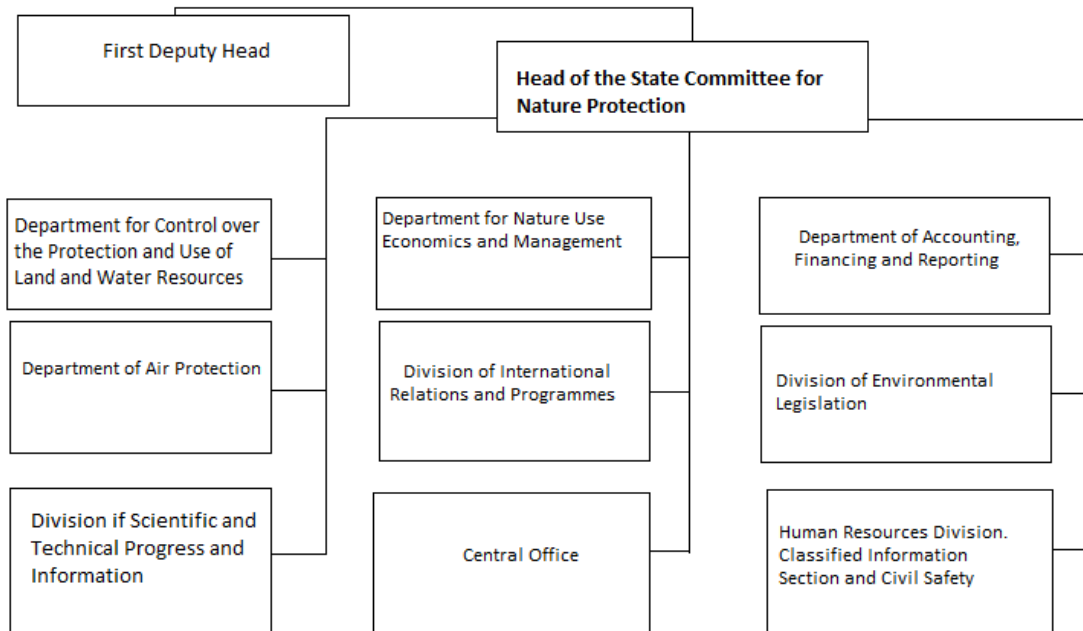 First Deputy Head
Head of the State Committee for
Nature Protection
Department for Control over
the Protection and Use of
Land and Water Resources
Department for Nature Use
Economics and Management
Department of Accounting,
Financing and Reporting
Department of Air Protection
Division of International
Relations and Programmes
Division of Environmental
Legislation
Division if Scientific and
Technical Progress and
Information
Central Office
Human Resources Division.
Classified Information
Section and Civil Safety